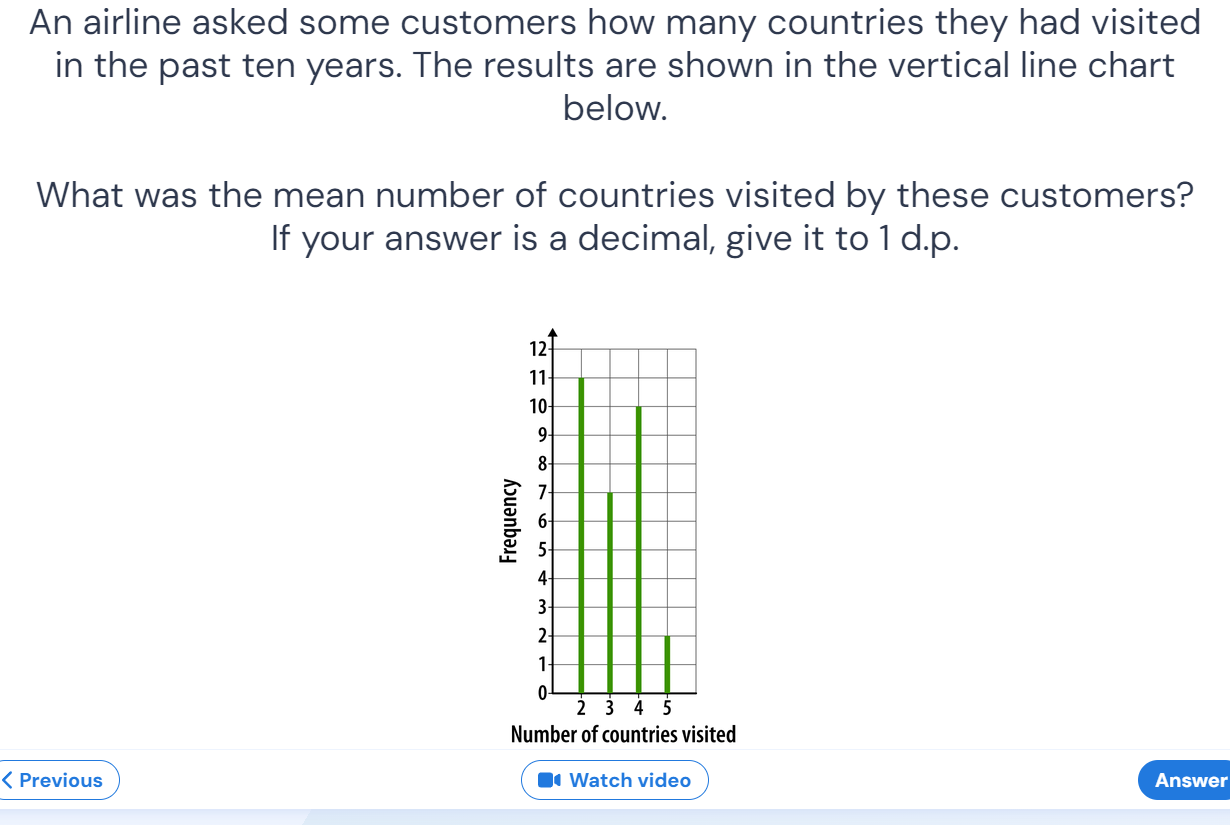 An airline asked some customers how many countries they had visited
in the past ten years. The results are shown in the vertical line chart
below.
What was the mean number of countries visited by these customers?
If your answer is a decimal, give it to 1 d.p.
12
11
10
9
8
7
6
5
4
3
2
1
0
Frequency
2 3 4 5
Number of countries visited
Previous
Watch video
Answer